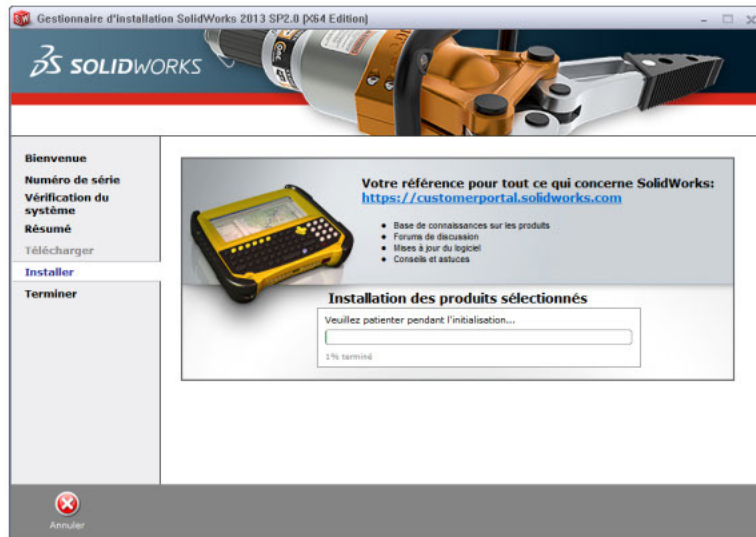 Gestionnaire d'installation SolidWorks 2013 SP2.0 (X64 Edition)
SOLIDWORKS
Bienvenue
Numéro de série
Vérification du
système
Résumé
Télécharger
Installer
Terminer
Votre référence pour tout ce qui concerne SolidWorks:
https://customerportal.solidworks.com
Base de connaissances sur les produits
Forums de discussion
Mises à jour du logiciel
Conseils et astuces
Installation des produits sélectionnés
Veuillez patienter pendant l'initialisation...
1% terminé
Annuler